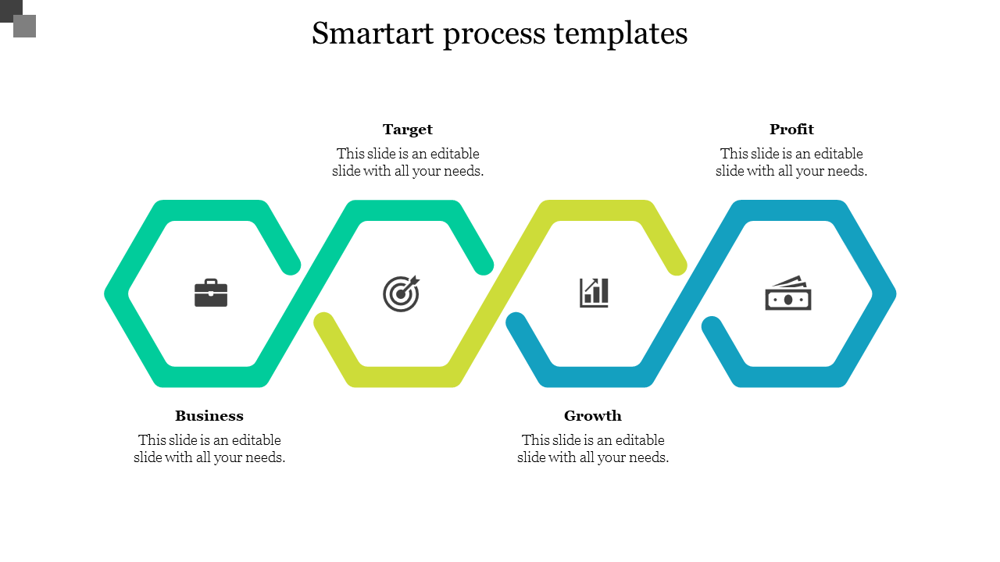 Smartart process templates
Target
This slide is an editable
slide with all your needs.
Profit
This slide is an editable
slide with all your needs.
Business
This slide is an editable
slide with all your needs.
Growth
This slide is an editable
slide with all your needs.